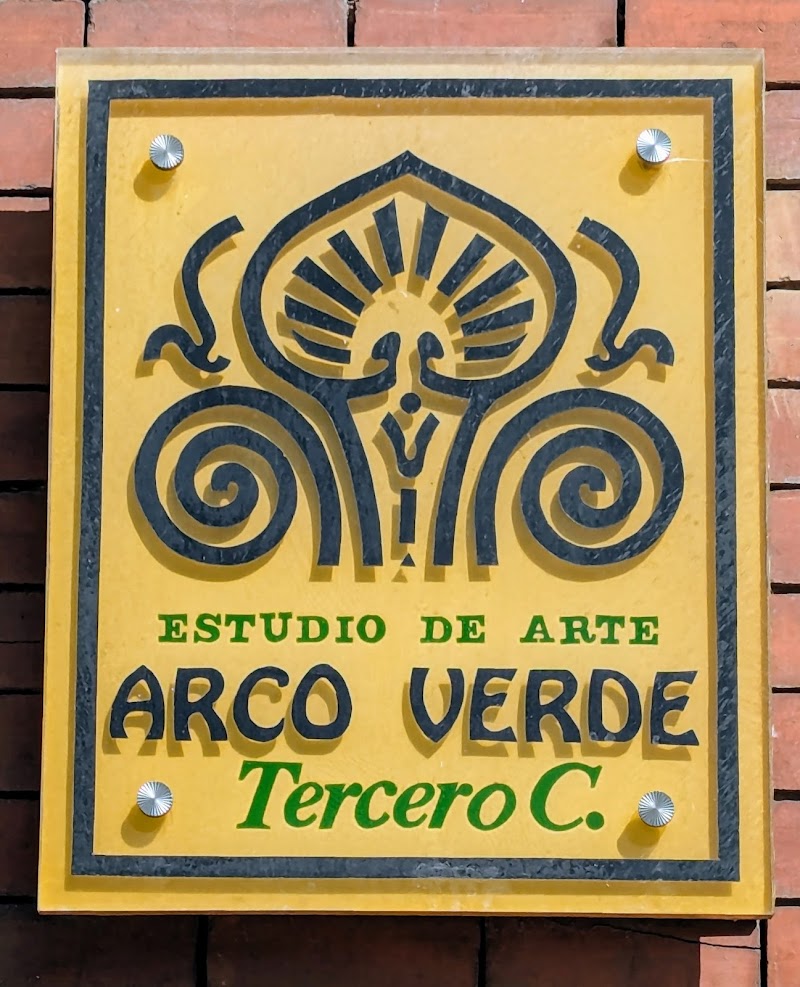 ESTUDIO DE ARTE
ARCO VERDE
Tercero C.